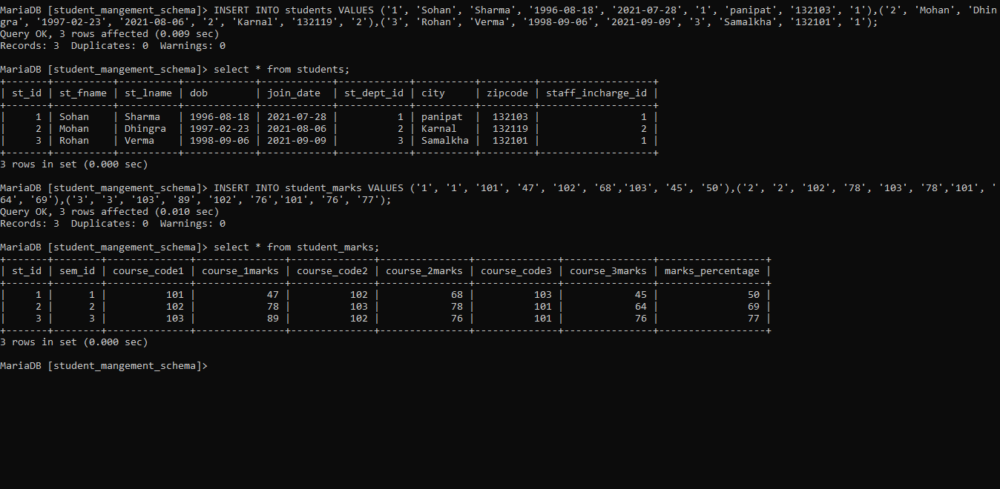 MariaDB [student_mangement_schema]> INSERT INTO students VALUES ('1', 'Sohan', 'Sharma', '1996-08-18', '2021-07-28', '1', 'panipat', '132103', '1'),('2', 'Mohan', 'Dhin
gra', '1997-02-23', '2021-08-06', '2', 'Karnal', '132119', '2'),('3', 'Rohan', 'Verma', '1998-09-06', '2021-09-09', '3', 'Samalkha', '132101', '1');
Query OK, 3 rows affected (0.009 sec)
Records: 3  Duplicates: 0  Warnings: 0
MariaDB [student_mangement_schema]> select * from students;
+-------+----------+----------+------------+------------+------------+----------+---------+-------------------+
| st_id | st_fname | st_lname | dob        | join_date  | st_dept_id | city     | zipcode | staff_incharge_id |
+-------+----------+----------+------------+------------+------------+----------+---------+-------------------+
|     1 | Sohan    | Sharma   | 1996-08-18 | 2021-07-28 |          1 | panipat  |  132103 |                 1 |
|     2 | Mohan    | Dhingra  | 1997-02-23 | 2021-08-06 |          2 | Karnal   |  132119 |                 2 |
|     3 | Rohan    | Verma    | 1998-09-06 | 2021-09-09 |          3 | Samalkha |  132101 |                 1 |
+-------+----------+----------+------------+------------+------------+----------+---------+-------------------+
3 rows in set (0.000 sec)
MariaDB [student_mangement_schema]> INSERT INTO student_marks VALUES ('1', '1', '101', '47', '102', '68','103', '45', '50'),('2', '2', '102', '78', '103', '78','101', '
64', '69'),('3', '3', '103', '89', '102', '76','101', '76', '77');
Query OK, 3 rows affected (0.010 sec)
Records: 3  Duplicates: 0  Warnings: 0
MariaDB [student_mangement_schema]> select * from student_marks;
+-------+--------+--------------+---------------+--------------+---------------+--------------+---------------+------------------+
| st_id | sem_id | course_code1 | course_1marks | course_code2 | course_2marks | course_code3 | course_3marks | marks_percentage |
+-------+--------+--------------+---------------+--------------+---------------+--------------+---------------+------------------+
|     1 |      1 |          101 |            47 |          102 |            68 |          103 |            45 |               50 |
|     2 |      2 |          102 |            78 |          103 |            78 |          101 |            64 |               69 |
|     3 |      3 |          103 |            89 |          102 |            76 |          101 |            76 |               77 |
+-------+--------+--------------+---------------+--------------+---------------+--------------+---------------+------------------+
3 rows in set (0.000 sec)
MariaDB [student_mangement_schema]>